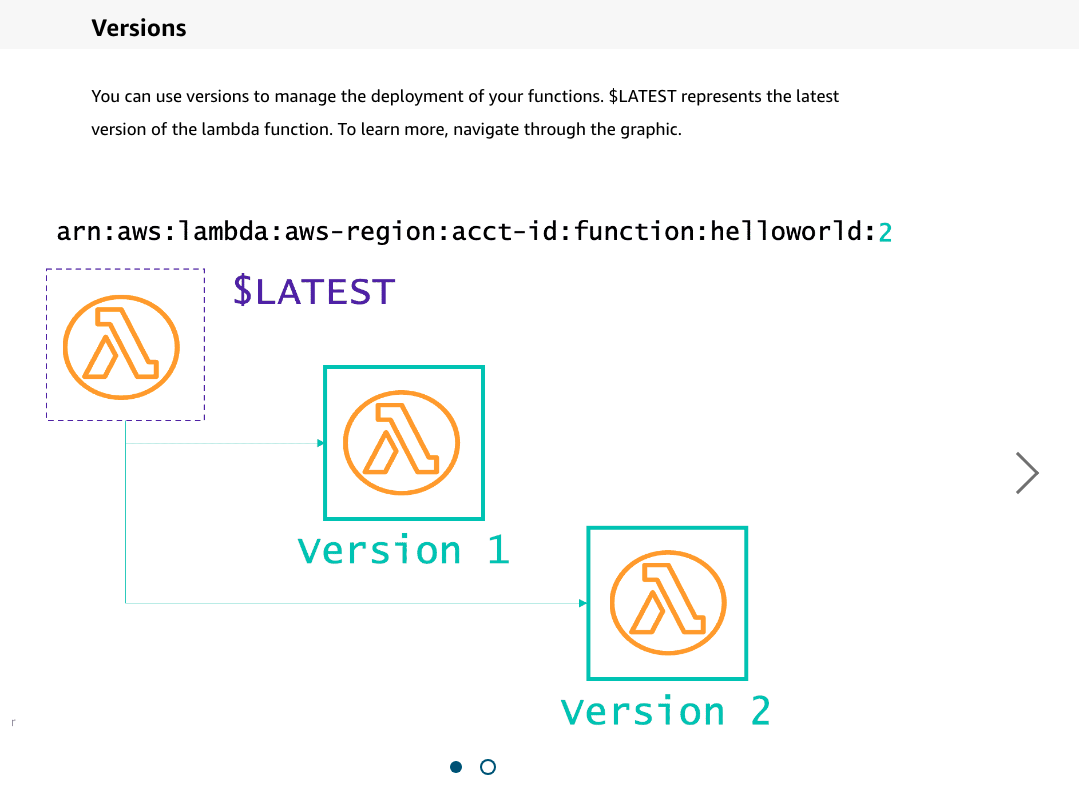 Versions
You can use versions to manage the deployment of your functions. $LATEST represents the latest
version of the lambda function. To learn more, navigate through the graphic.
arn:aws:lambda:aws-region:acct-id:function:helloworld:2
$LATEST
Version 1
Version 2
r